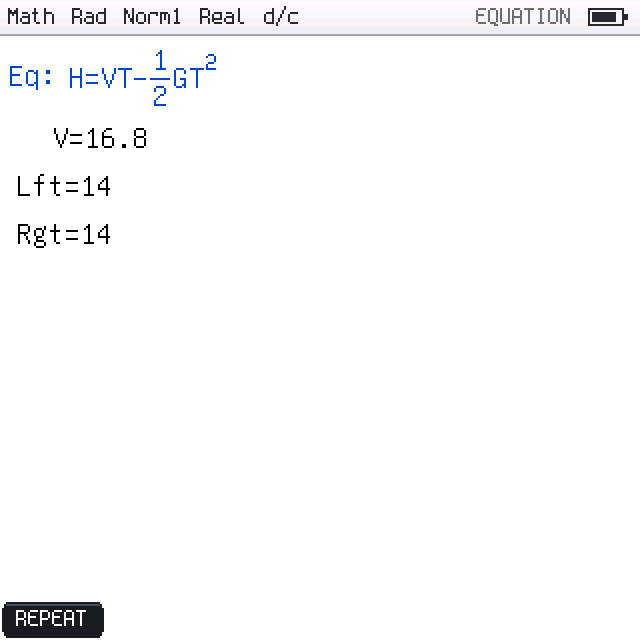 Math Rad Norm1 Real d/c EQUATION
Eq: H=VT-1/2GT²
V=16.8
Lft=14
Rgt=14
REPEAT